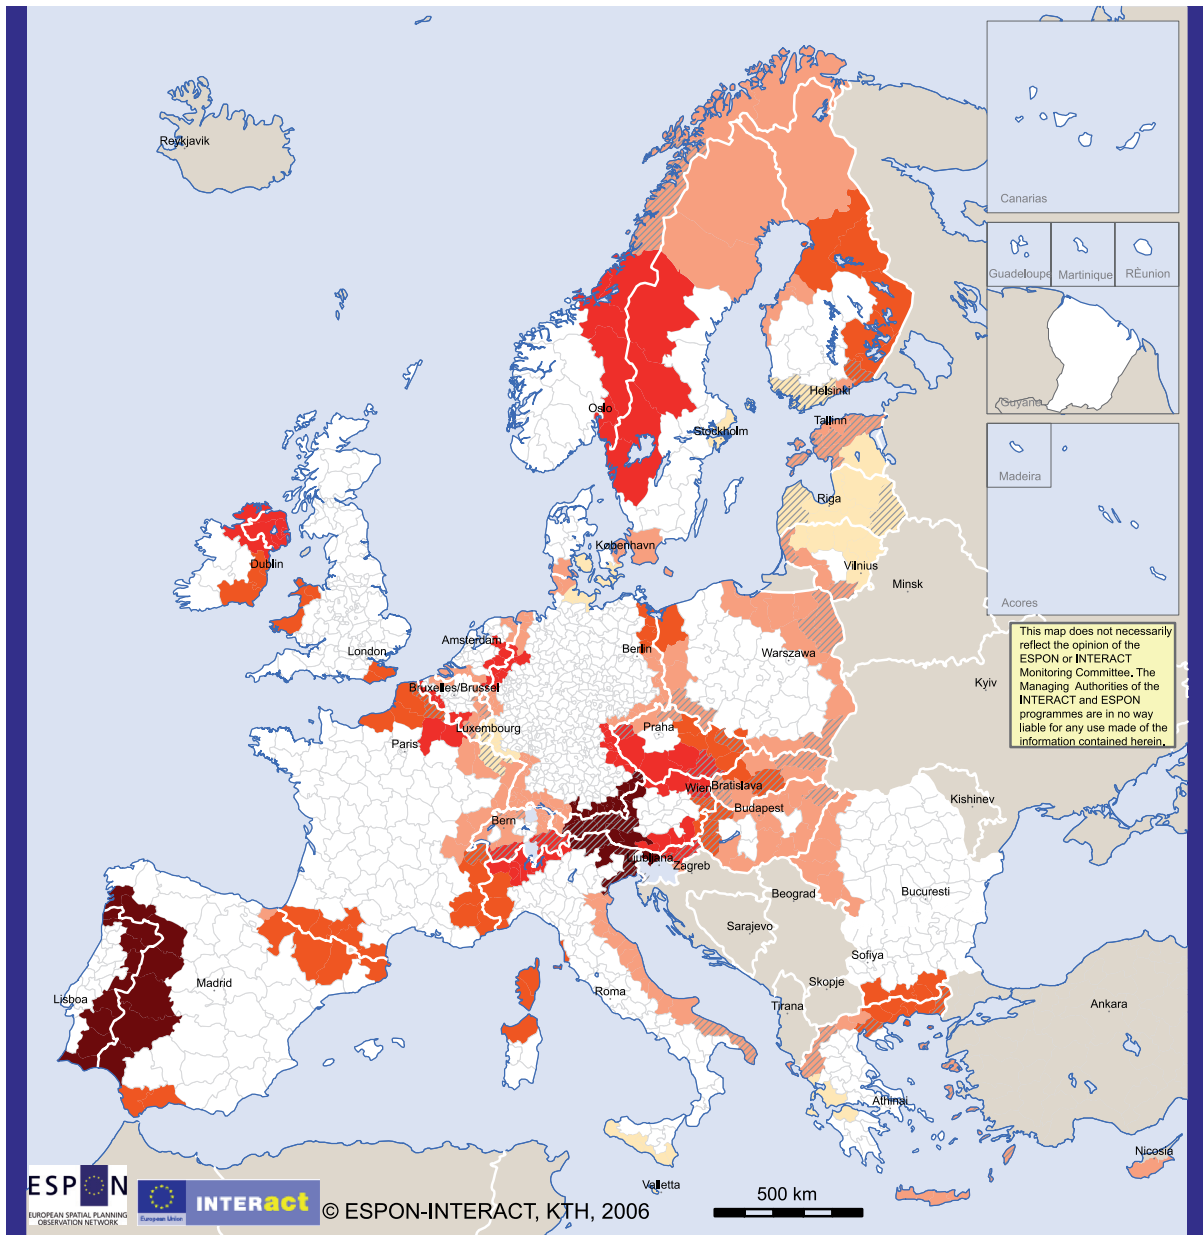 Reykjavik
Canarias
Guadeloupe
Martinique
RÉunion
Guyane
Madeira
Acores
Oslo
Helsinki
Tallinn
Stockholm
Riga
København
Vilnius
Minsk
Dublin
Amsterdam
London
Berlin
Warszawa
Bruxelles/Brussel
Kyiv
Luxembourg
Praha
Paris
Wien
Bratislava
Budapest
Kishinev
Bern
Ljubljana
Zagreb
Beograd
Bucuresti
Sarajevo
Sofiya
Skopje
Madrid
Lisboa
Roma
Tirana
Ankara
Athinai
Nicosia
Valletta
This map does not necessarily
reflect the opinion of the
ESPON or INTERACT
Monitoring Committee. The
Managing Authorities of the
INTERACT and ESPON
programmes are in no way
liable for any use made of the
information contained herein.
ESPON
EUROPEAN SPATIAL PLANNING
OBSERVATION NETWORK
European Union
INTERact
© ESPON-INTERACT, KTH, 2006
500 km